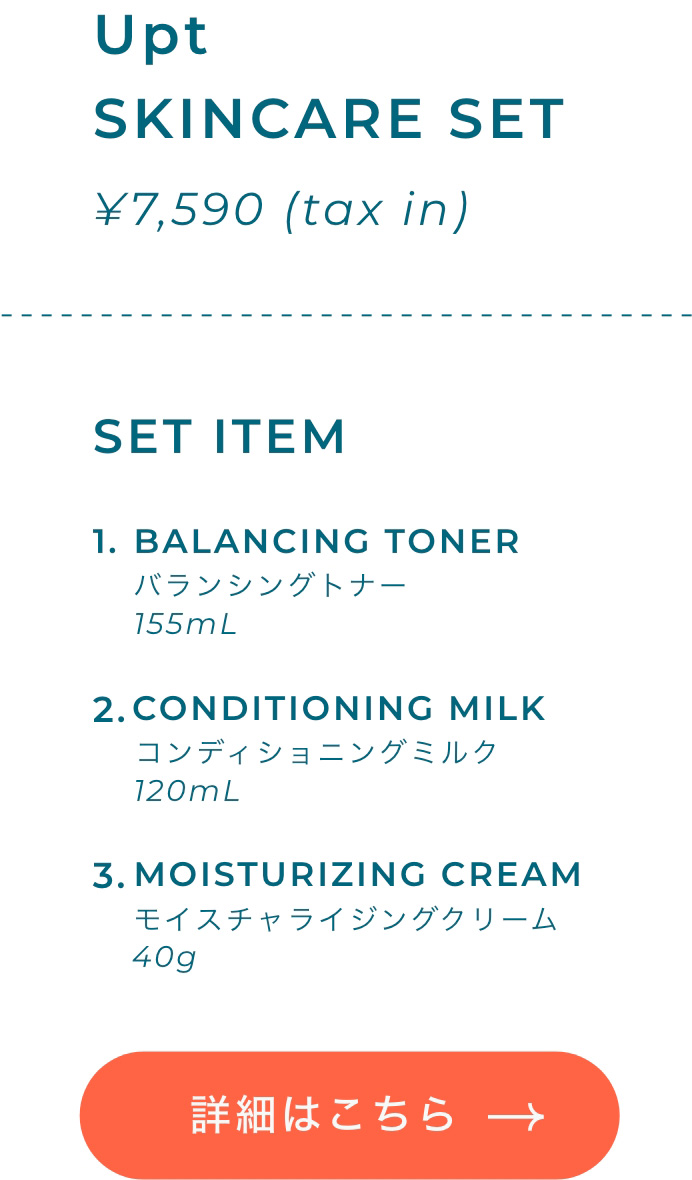 Upt
SKINCARE SET
¥7,590 (tax in)
SET ITEM
1. BALANCING TONER
バランシングトナー
155mL
2. CONDITIONING MILK
コンディショニングミルク
120mL
3. MOISTURIZING CREAM
モイスチャライジングクリーム
40g
詳細はこちら →